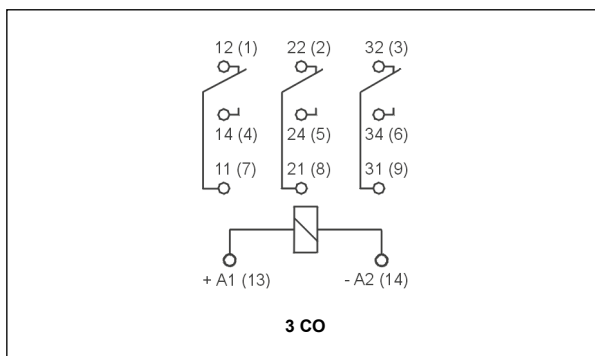 12 (1) 22 (2) 32 (3)
14 (4) 24 (5) 34 (6)
11 (7) 21 (8) 31 (9)
+ A1 (13) - A2 (14)
3 CO